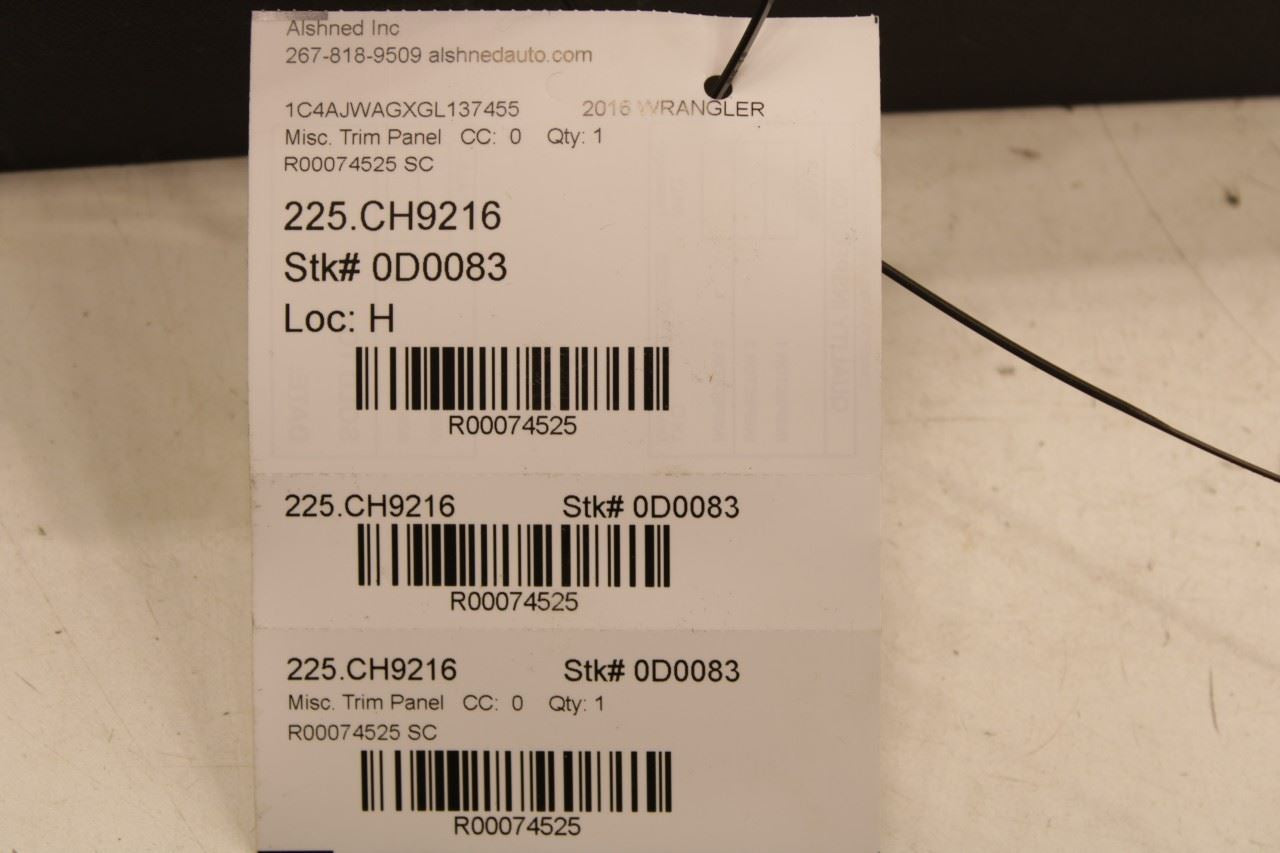 Alshned Inc
267-818-9509 alshnedauto.com
1C4AJWAGXGL137455 2016 WRANGLER
Misc. Trim Panel CC: 0 Qty: 1
R00074525 SC
225.CH9216
Stk# 0D0083
Loc: H
R00074525
225.CH9216 Stk# 0D0083
R00074525
225.CH9216 Stk# 0D0083
Misc. Trim Panel CC: 0 Qty: 1
R00074525 SC
R00074525